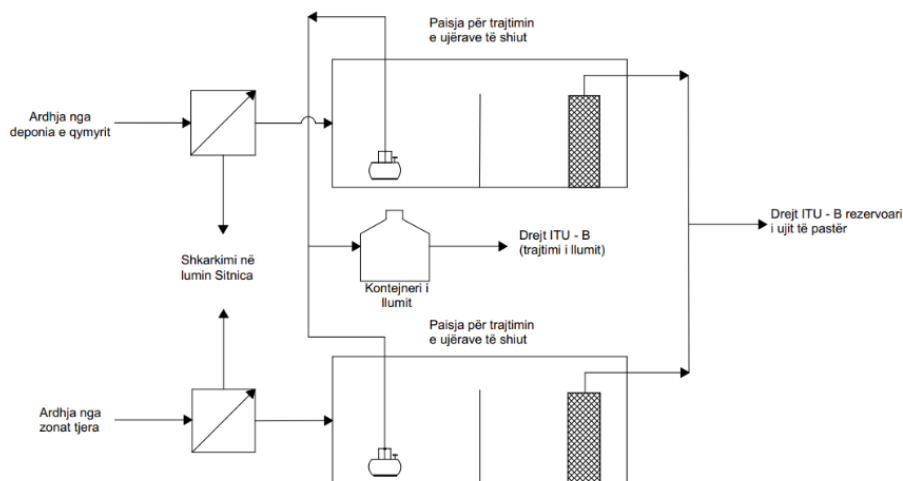 Paisja për trajtimin
e ujërave të shiut
Ardhja nga
deponia e qymyrit
Drejt ITU - B rezervoari
i ujit të pastër
Drejt ITU - B
(trajtimi i llumit)
Shkarkimi në
lumin Sitnica
Kontejneri i
llumit
Paisja për trajtimin
e ujërave të shiut
Ardhja nga
zonat tjera